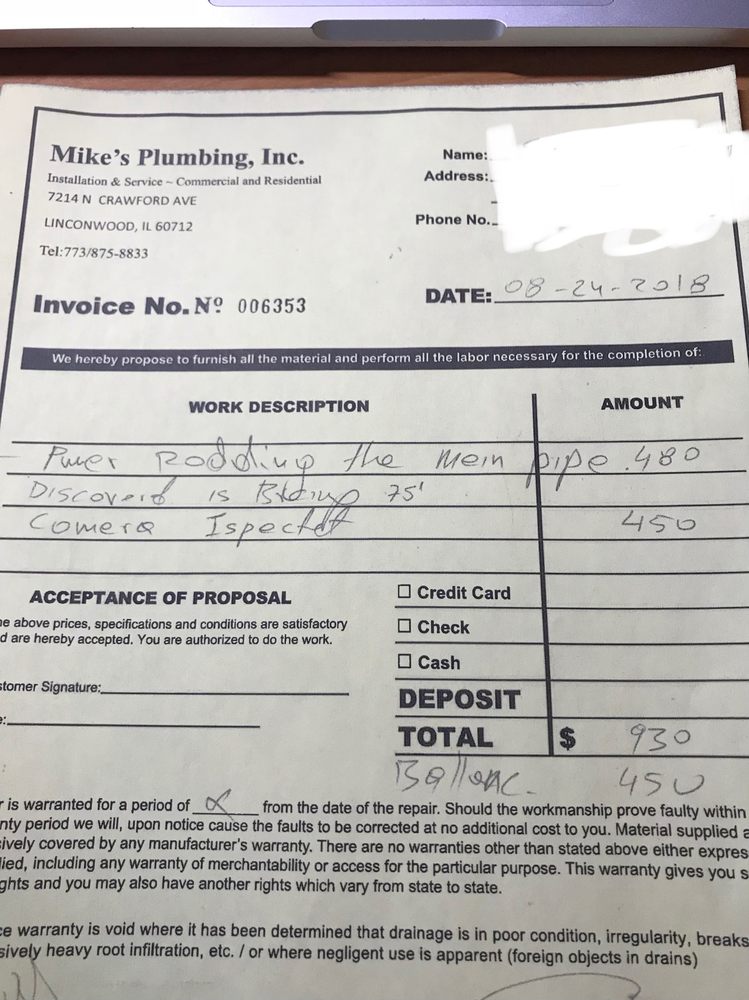 Mike's Plumbing, Inc.
Installation & Service ~ Commercial and Residential
7214 N CRAWFORD AVE
LINCONWOOD, IL 60712
Tel:773/875-8833
Name:
Address:
Phone No.
Invoice No. Nº 006353
DATE: 08-24-2018
We hereby propose to furnish all the material and perform all the labor necessary for the completion of:
WORK DESCRIPTION AMOUNT
Puer Rodding the mein pipe 480
Discoverd is 75'
Comera Ispectot 450
ACCEPTANCE OF PROPOSAL
e above prices, specifications and conditions are satisfactory
d are hereby accepted. You are authorized to do the work.
stomer Signature:
e:
Credit Card
Check
Cash
DEPOSIT
TOTAL $ 930
Ballanc. 450
r is warranted for a period of from the date of the repair. Should the workmanship prove faulty within
nty period we will, upon notice cause the faults to be corrected at no additional cost to you. Material supplied a
sively covered by any manufacturer's warranty. There are no warranties other than stated above either expres
lied, including any warranty of merchantability or access for the particular purpose. This warranty gives you s
ghts and you may also have another rights which vary from state to state.
ce warranty is void where it has been determined that drainage is in poor condition, irregularity, breaks
sively heavy root infiltration, etc. / or where negligent use is apparent (foreign objects in drains)